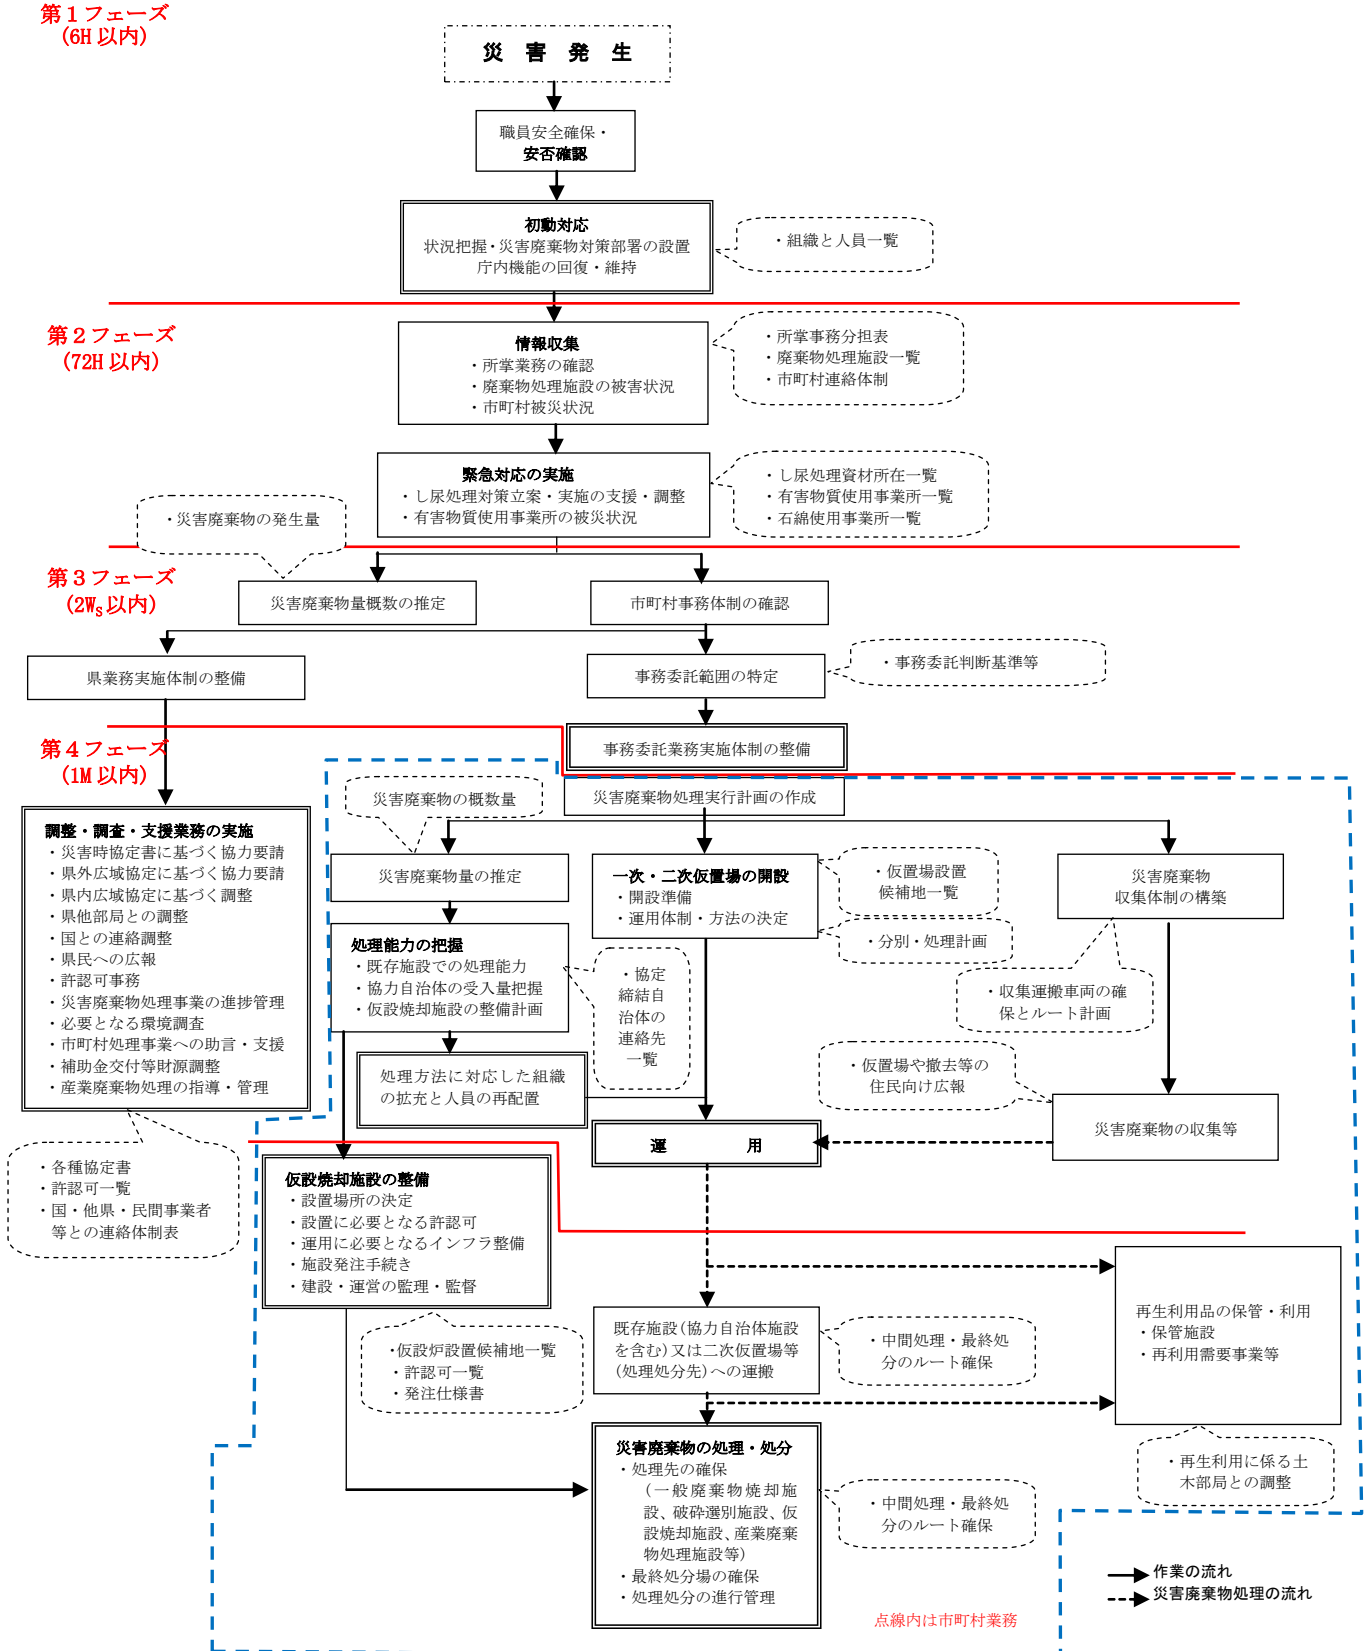 第１フェーズ
(6H 以内)
災 害 発 生
職員安全確保・
安否確認
初動対応
状況把握・災害廃棄物対策部署の設置
庁内機能の回復・維持
・組織と人員一覧
第２フェーズ
(72H 以内)
情報収集
・所掌業務の確認
・廃棄物処理施設の被害状況
・市町村被災状況
・所掌事務分担表
・廃棄物処理施設一覧
・市町村連絡体制
緊急対応の実施
・し尿処理対策立案・実施の支援・調整
・有害物質使用事業所の被災状況
・し尿処理資材所在一覧
・有害物質使用事業所一覧
・石綿使用事業所一覧
・災害廃棄物の発生量
第３フェーズ
(2Ws 以内)
災害廃棄物量概数の推定
市町村事務体制の確認
県業務実施体制の整備
事務委託範囲の特定
・事務委託判断基準等
第４フェーズ
(1M 以内)
事務委託業務実施体制の整備
災害廃棄物処理実行計画の作成
災害廃棄物の概数量
調整・調査・支援業務の実施
・災害時協定書に基づく協力要請
・県外広域協定に基づく協力要請
・県内広域協定に基づく調整
・県他部局との調整
・国との連絡調整
・県民への広報
・許認可事務
・災害廃棄物処理事業の進捗管理
・必要となる環境調査
・市町村処理事業への助言・支援
・補助金交付等財源調整
・産業廃棄物処理の指導・管理
災害廃棄物量の推定
一次・二次仮置場の開設
・開設準備
・運用体制・方法の決定
・仮置場設置
候補地一覧
・分別・処理計画
災害廃棄物
収集体制の構築
処理能力の把握
・既存施設での処理能力
・協力自治体の受入量把握
・仮設焼却施設の整備計画
・協定
締結自
治体の
連絡先
一覧
・収集運搬車両の確
保とルート計画
処理方法に対応した組織
の拡充と人員の再配置
・仮置場や撤去等の
住民向け広報
運 用
災害廃棄物の収集等
・各種協定書
・許認可一覧
・国・他県・民間事業者
等との連絡体制表
仮設焼却施設の整備
・設置場所の決定
・設置に必要となる許認可
・運用に必要となるインフラ整備
・施設発注手続き
・建設・運営の監理・監督
・仮設炉設置候補地一覧
・許認可一覧
・発注仕様書
既存施設(協力自治体施設
を含む)又は二次仮置場等
(処理処分先)への運搬
・中間処理・最終処
分のルート確保
再生利用品の保管・利用
・保管施設
・再利用需要事業等
・再生利用に係る土
木部局との調整
災害廃棄物の処理・処分
・処理先の確保
(一般廃棄物焼却施
設、破砕選別施設、仮
設焼却施設、産業廃棄
物処理施設等)
・最終処分場の確保
・処理処分の進行管理
・中間処理・最終処
分のルート確保
作業の流れ
災害廃棄物処理の流れ
点線内は市町村業務